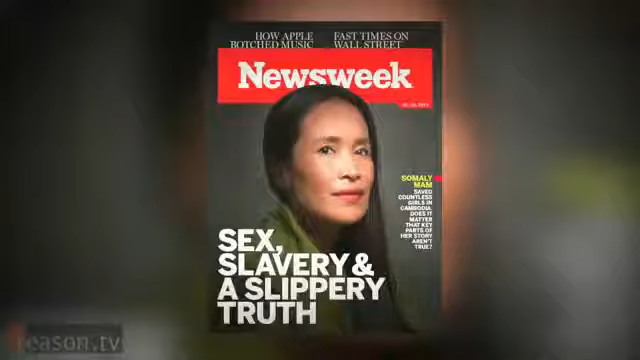 HOW APPLE
BOTCHED MUSIC
FAST TIMES ON
WALL STREET
Newsweek
SOMALY
MAM
SAVED
COUNTLESS
GIRLS IN
CAMBODIA.
DOES IT
MATTER
THAT KEY
PARTS OF
HER STORY
AREN'T
TRUE?
SEX,
SLAVERY &
A SLIPPERY
TRUTH
reason.tv